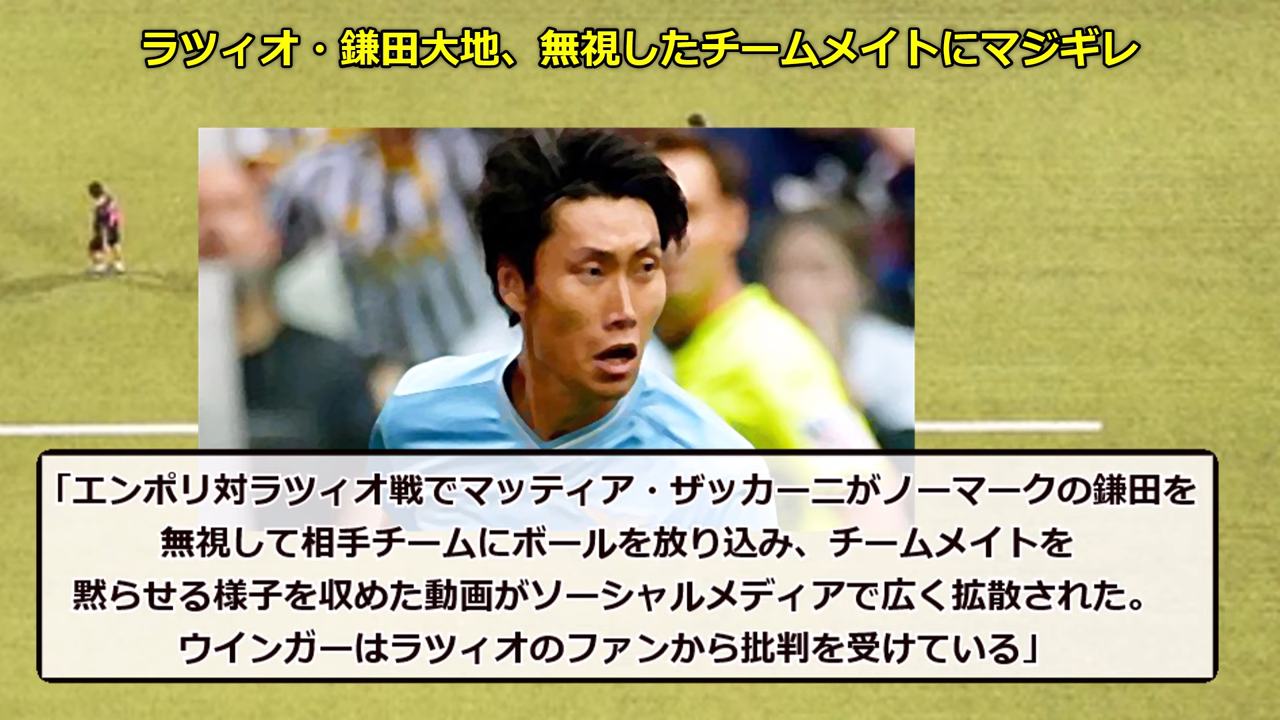 ラツィオ・鎌田大地、無視したチームメイトにマジギレ
「エンポリ対ラツィオ戦でマッティア・ザッカーニがノーマークの鎌田を
無視して相手チームにボールを放り込み、チームメイトを
黙らせる様子を収めた動画がソーシャルメディアで広く拡散された。
ウインガーはラツィオのファンから批判を受けている」